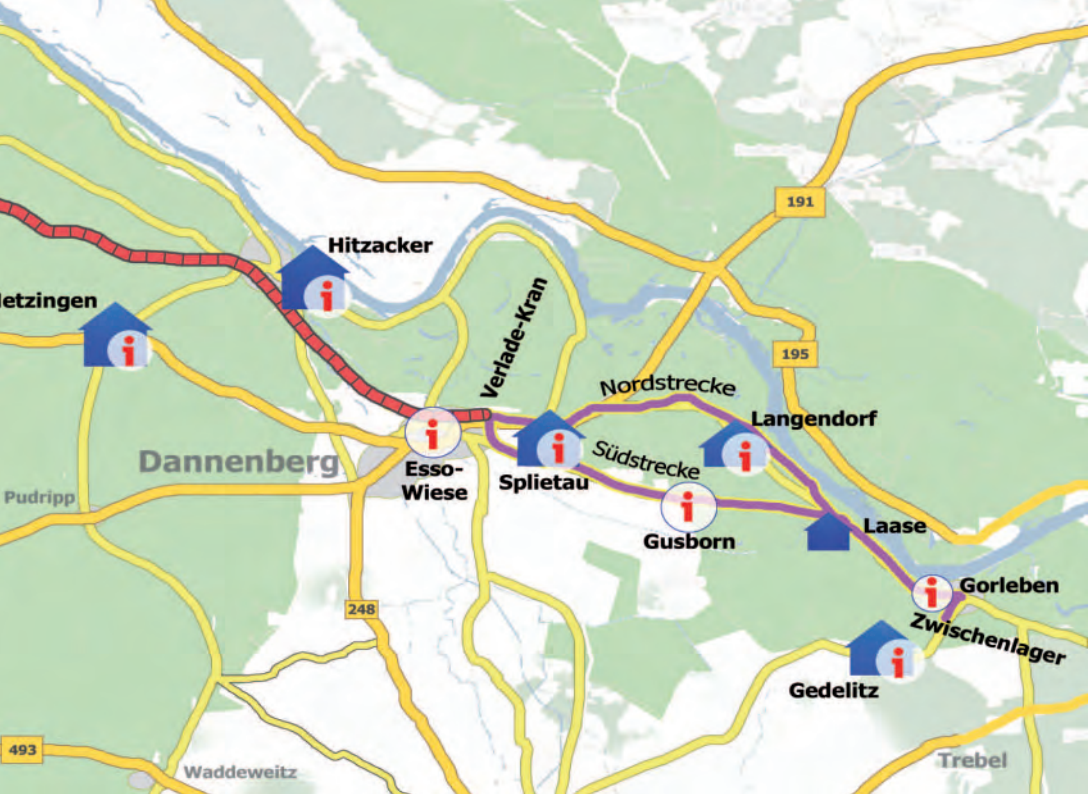 191
Hitzacker
etzingen
Verlade-Kran
195
Nordstrecke
Langendorf
Dannenberg
Südstrecke
Esso-
Wiese
Splietau
Pudripp
Laase
Gusborn
Gorleben
248
Zwischenlager
Gedelitz
493
Waddeweitz
Trebel